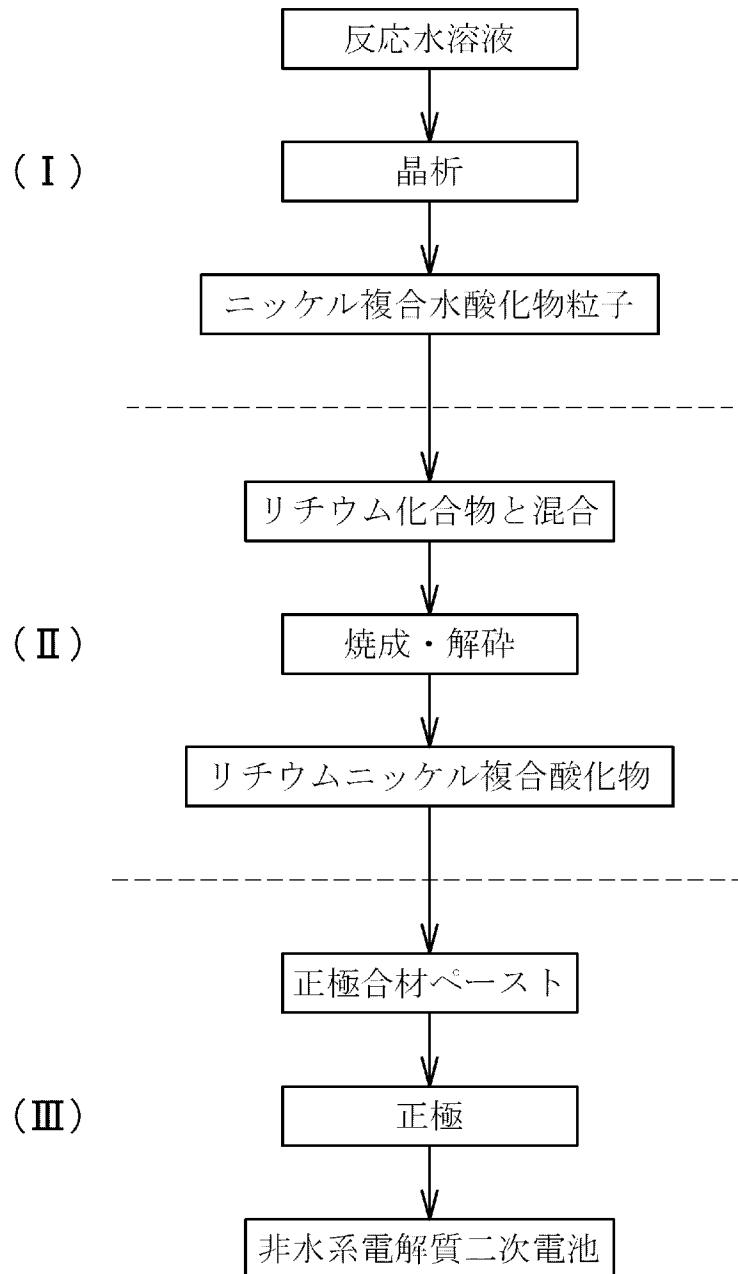 反応水溶液
(Ⅰ)
晶析
ニッケル複合水酸化物粒子
リチウム化合物と混合
(Ⅱ)
焼成・解砕
リチウムニッケル複合酸化物
正極合材ペースト
(Ⅲ)
正極
非水系電解質二次電池